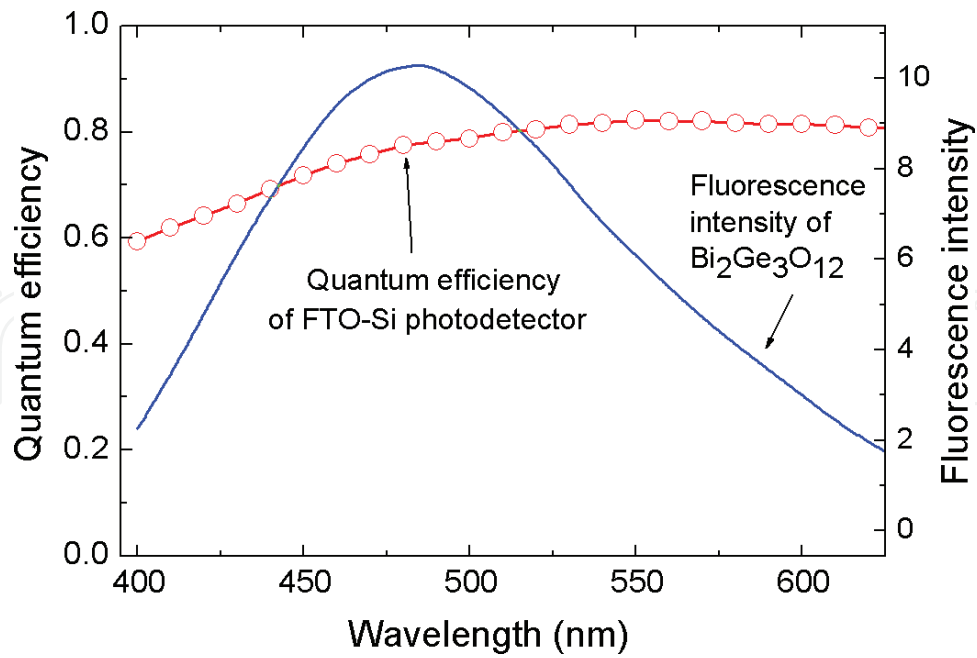 1.0
0.8
0.6
0.4
0.2
0.0
Quantum efficiency
10
8
6
4
2
0
Fluorescence intensity
Fluorescence
intensity of
Bi2Ge3O12
Quantum efficiency
of FTO-Si photodetector
400 450 500 550 600
Wavelength (nm)